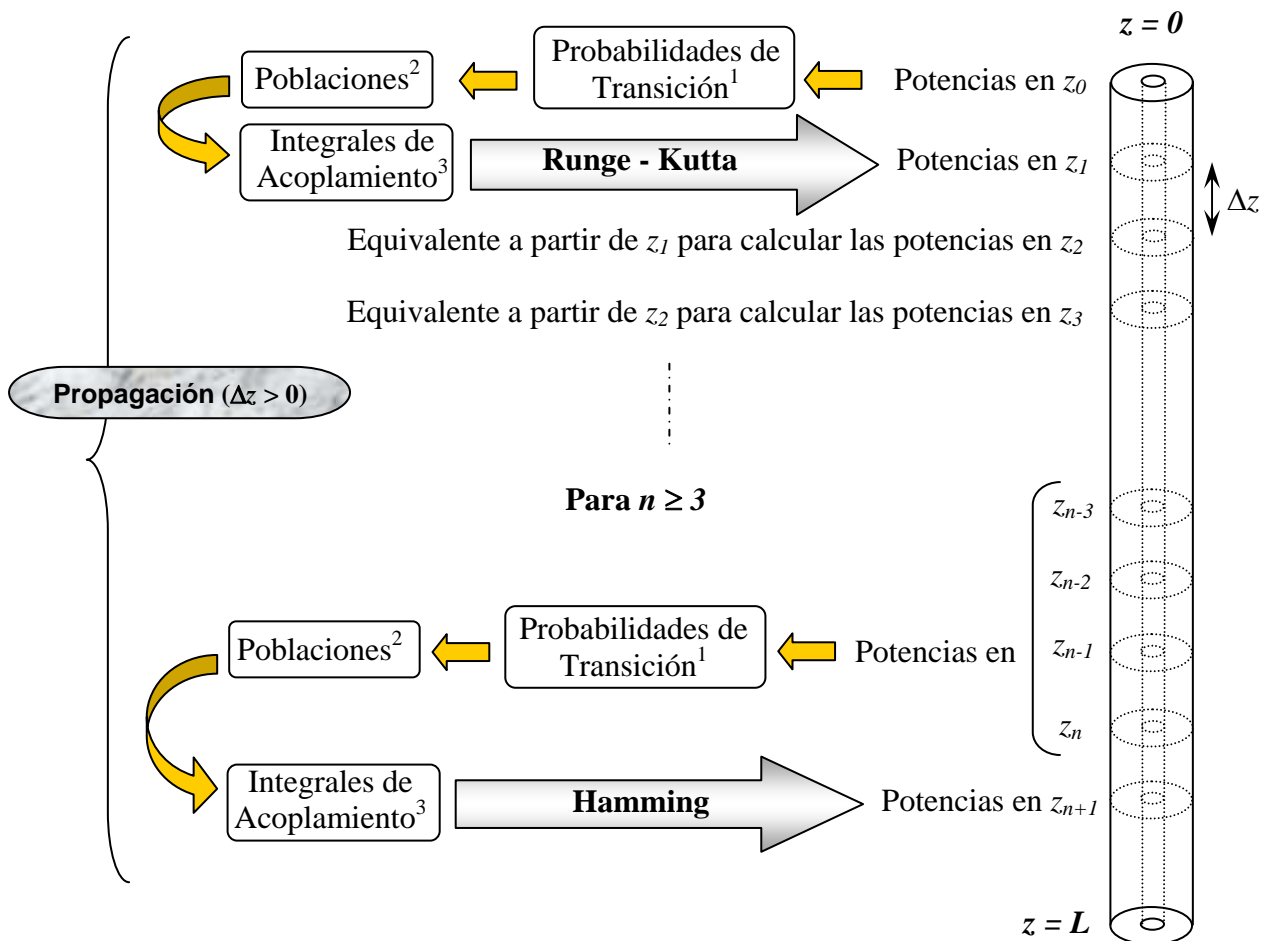 z = 0
Poblaciones²
Probabilidades de
Transición¹
Potencias en z₀
Integrales de
Acoplamiento³
Runge - Kutta
Potencias en z₁
Δz
Equivalente a partir de z₁ para calcular las potencias en z₂
Equivalente a partir de z₂ para calcular las potencias en z₃
Propagación (Δz > 0)
Para n ≥ 3
zₙ₋₃
zₙ₋₂
Poblaciones²
Probabilidades de
Transición¹
Potencias en
zₙ₋₁
zₙ
Integrales de
Acoplamiento³
Hamming
Potencias en zₙ₊₁
z = L